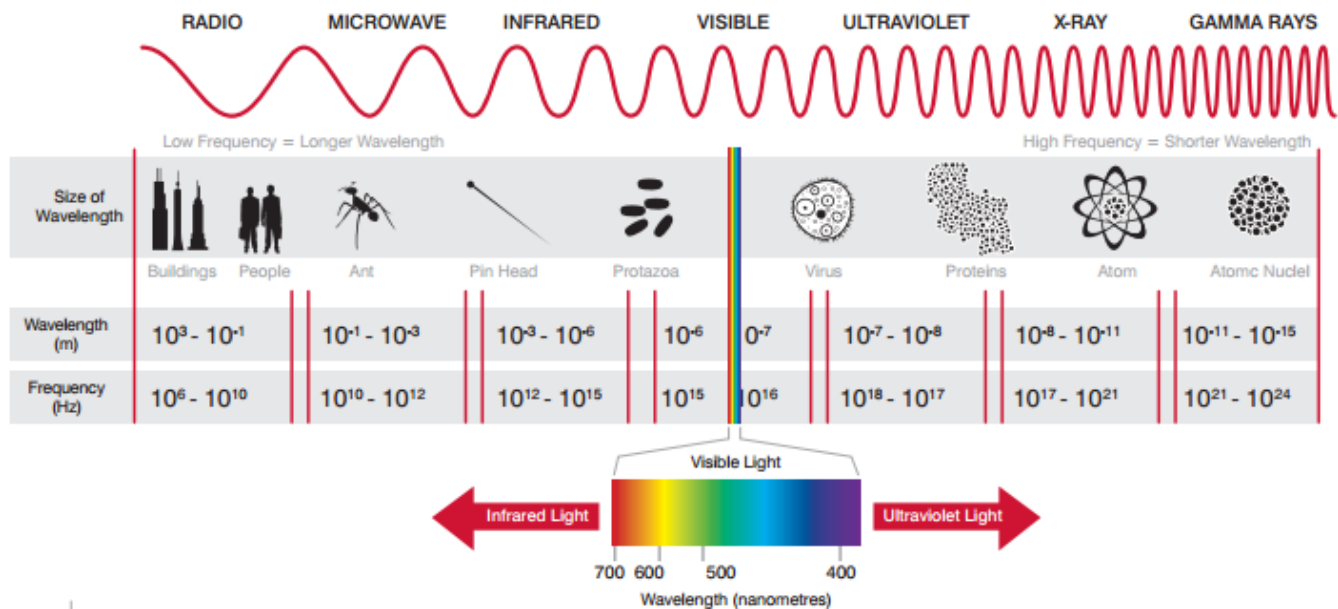 RADIO MICROWAVE INFRARED VISIBLE ULTRAVIOLET X-RAY GAMMA RAYS
Low Frequency = Longer Wavelength High Frequency = Shorter Wavelength
Size of
Wavelength
Buildings People Ant Pin Head Protazoa Virus Proteins Atom Atomc Nuclel
Wavelength
(m)
10³ - 10⁻¹ 10⁻¹ - 10⁻³ 10⁻³ - 10⁻⁶ 10⁻⁶ 0⁻⁷ 10⁻⁷ - 10⁻⁸ 10⁻⁸ - 10⁻¹¹ 10⁻¹¹ - 10⁻¹⁵
Frequency
(Hz)
10⁶ - 10¹⁰ 10¹⁰ - 10¹² 10¹² - 10¹⁵ 10¹⁵ 10¹⁶ 10¹⁸ - 10¹⁷ 10¹⁷ - 10²¹ 10²¹ - 10²⁴
Visible Light
Infrared Light Ultraviolet Light
700 600 500 400
Wavelength (nanometres)